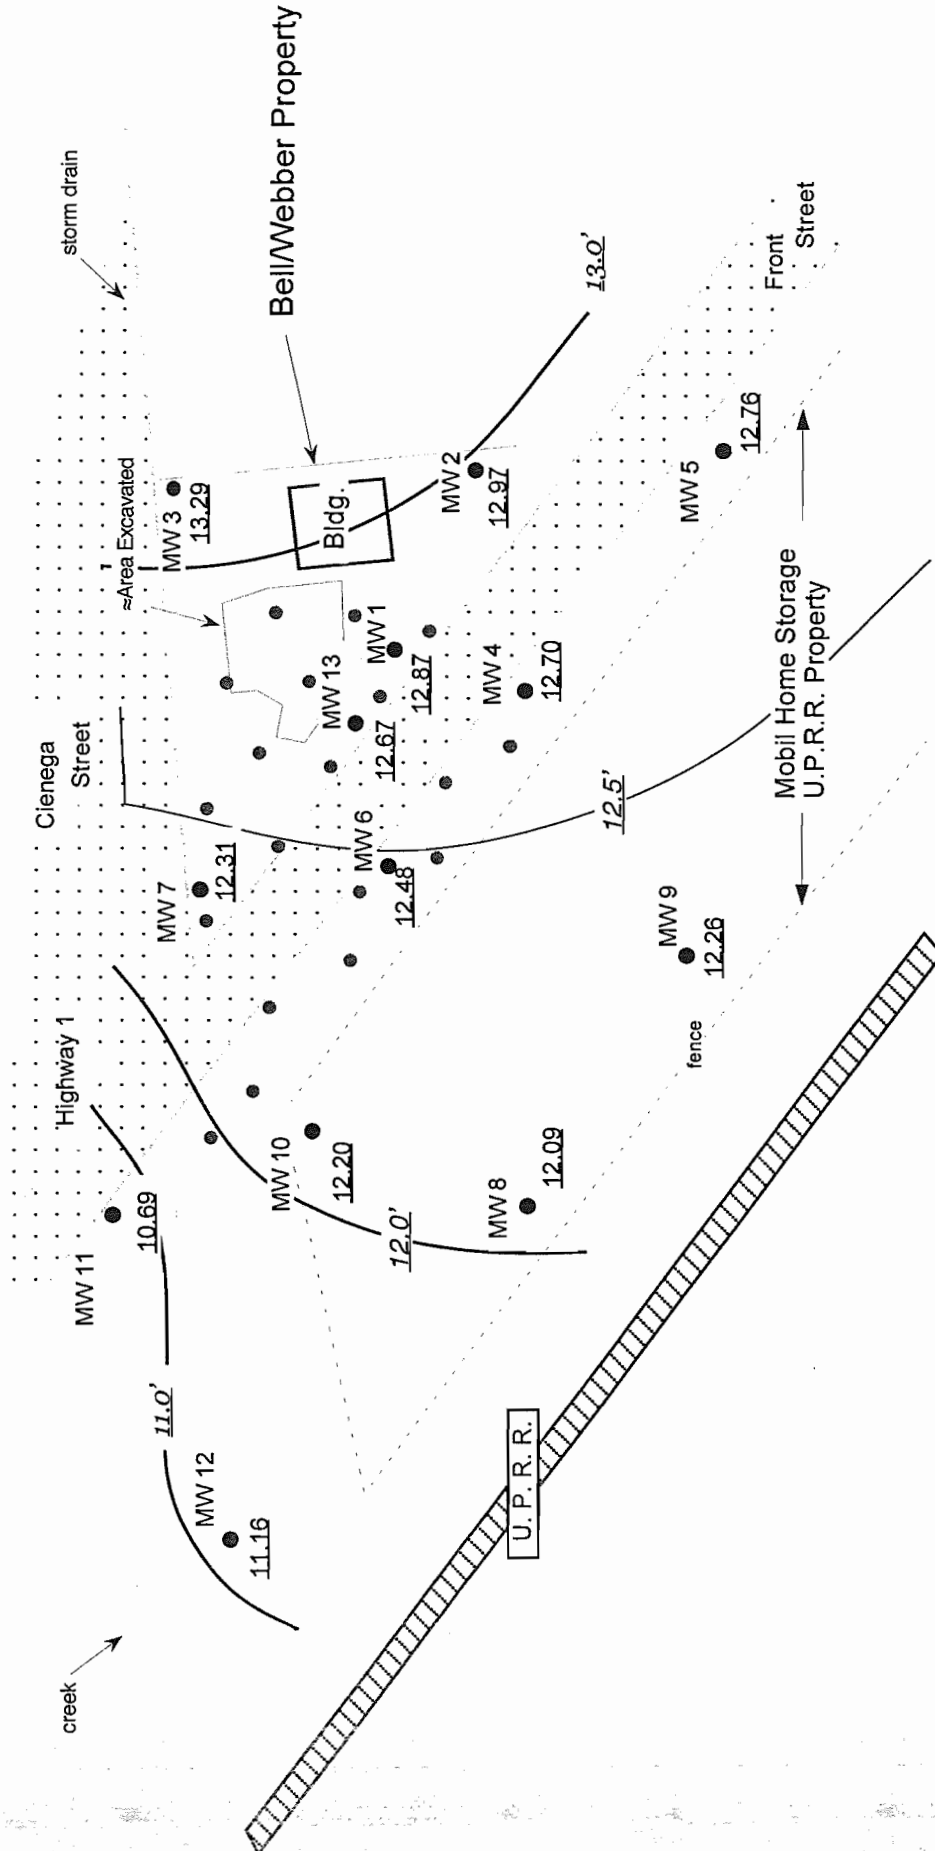 creek
storm drain
Cienega
Street
Highway 1
≈Area Excavated
Bell/Webber Property
MW 11
10.69
MW 12
11.16
11.0'
MW 7
12.31
MW 3
13.29
Bldg.
MW 10
12.20
12.0'
MW 6
12.48
MW 13
12.67
MW 1
12.87
MW 2
12.97
13.0'
MW 8
12.09
MW 4
12.70
12.5'
MW 9
12.26
MW 5
12.76
Front
Street
fence
Mobil Home Storage
U.P.R.R. Property
U. P. R. R.